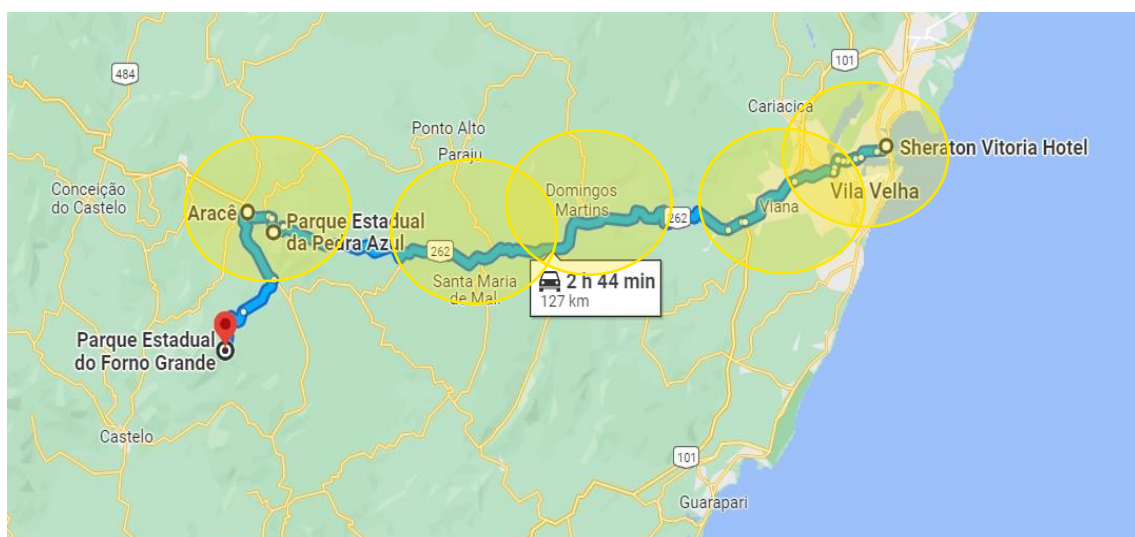 484
101
Cariacica
Ponto Alto
Paraju
Sheraton Vitoria Hotel
Conceição
do Castelo
Domingos
Martins
Vila Velha
Aracê
Parque Estadual
da Pedra Azul
Viana
262
262
Santa Maria
de Mal.
2 h 44 min
127 km
Parque Estadual
do Forno Grande
Castelo
101
Guarapari